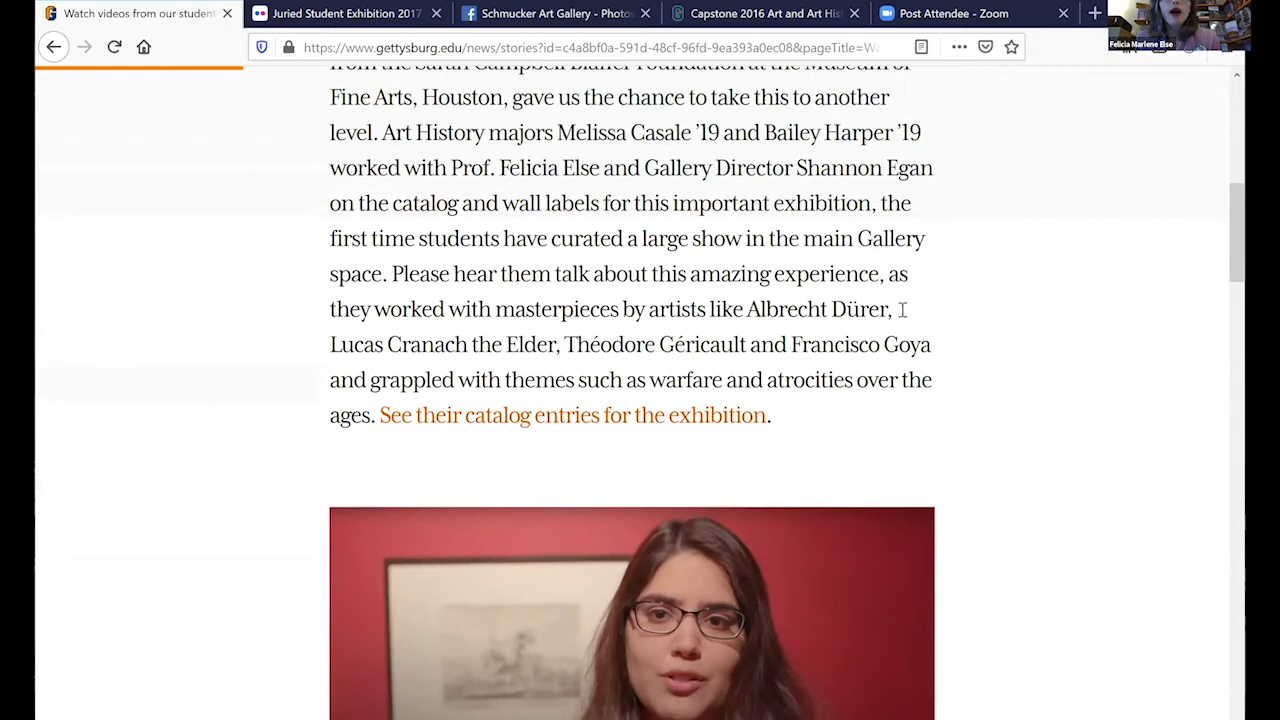 Watch videos from our student
Juried Student Exhibition 2017
Schmucker Art Gallery - Photos
Capstone 2016 Art and Art His
Post Attendee - Zoom
Felicia Marlene Else
https://www.gettysburg.edu/news/stories?id=c4a8bf0a-591d-48cf-96fd-9ea393a0ec08&pageTitle=Wa
from the Sarah Campbell Blaffer Foundation at the Museum of
Fine Arts, Houston, gave us the chance to take this to another
level. Art History majors Melissa Casale ’19 and Bailey Harper ’19
worked with Prof. Felicia Else and Gallery Director Shannon Egan
on the catalog and wall labels for this important exhibition, the
first time students have curated a large show in the main Gallery
space. Please hear them talk about this amazing experience, as
they worked with masterpieces by artists like Albrecht Dürer,
Lucas Cranach the Elder, Théodore Géricault and Francisco Goya
and grappled with themes such as warfare and atrocities over the
ages. See their catalog entries for the exhibition.